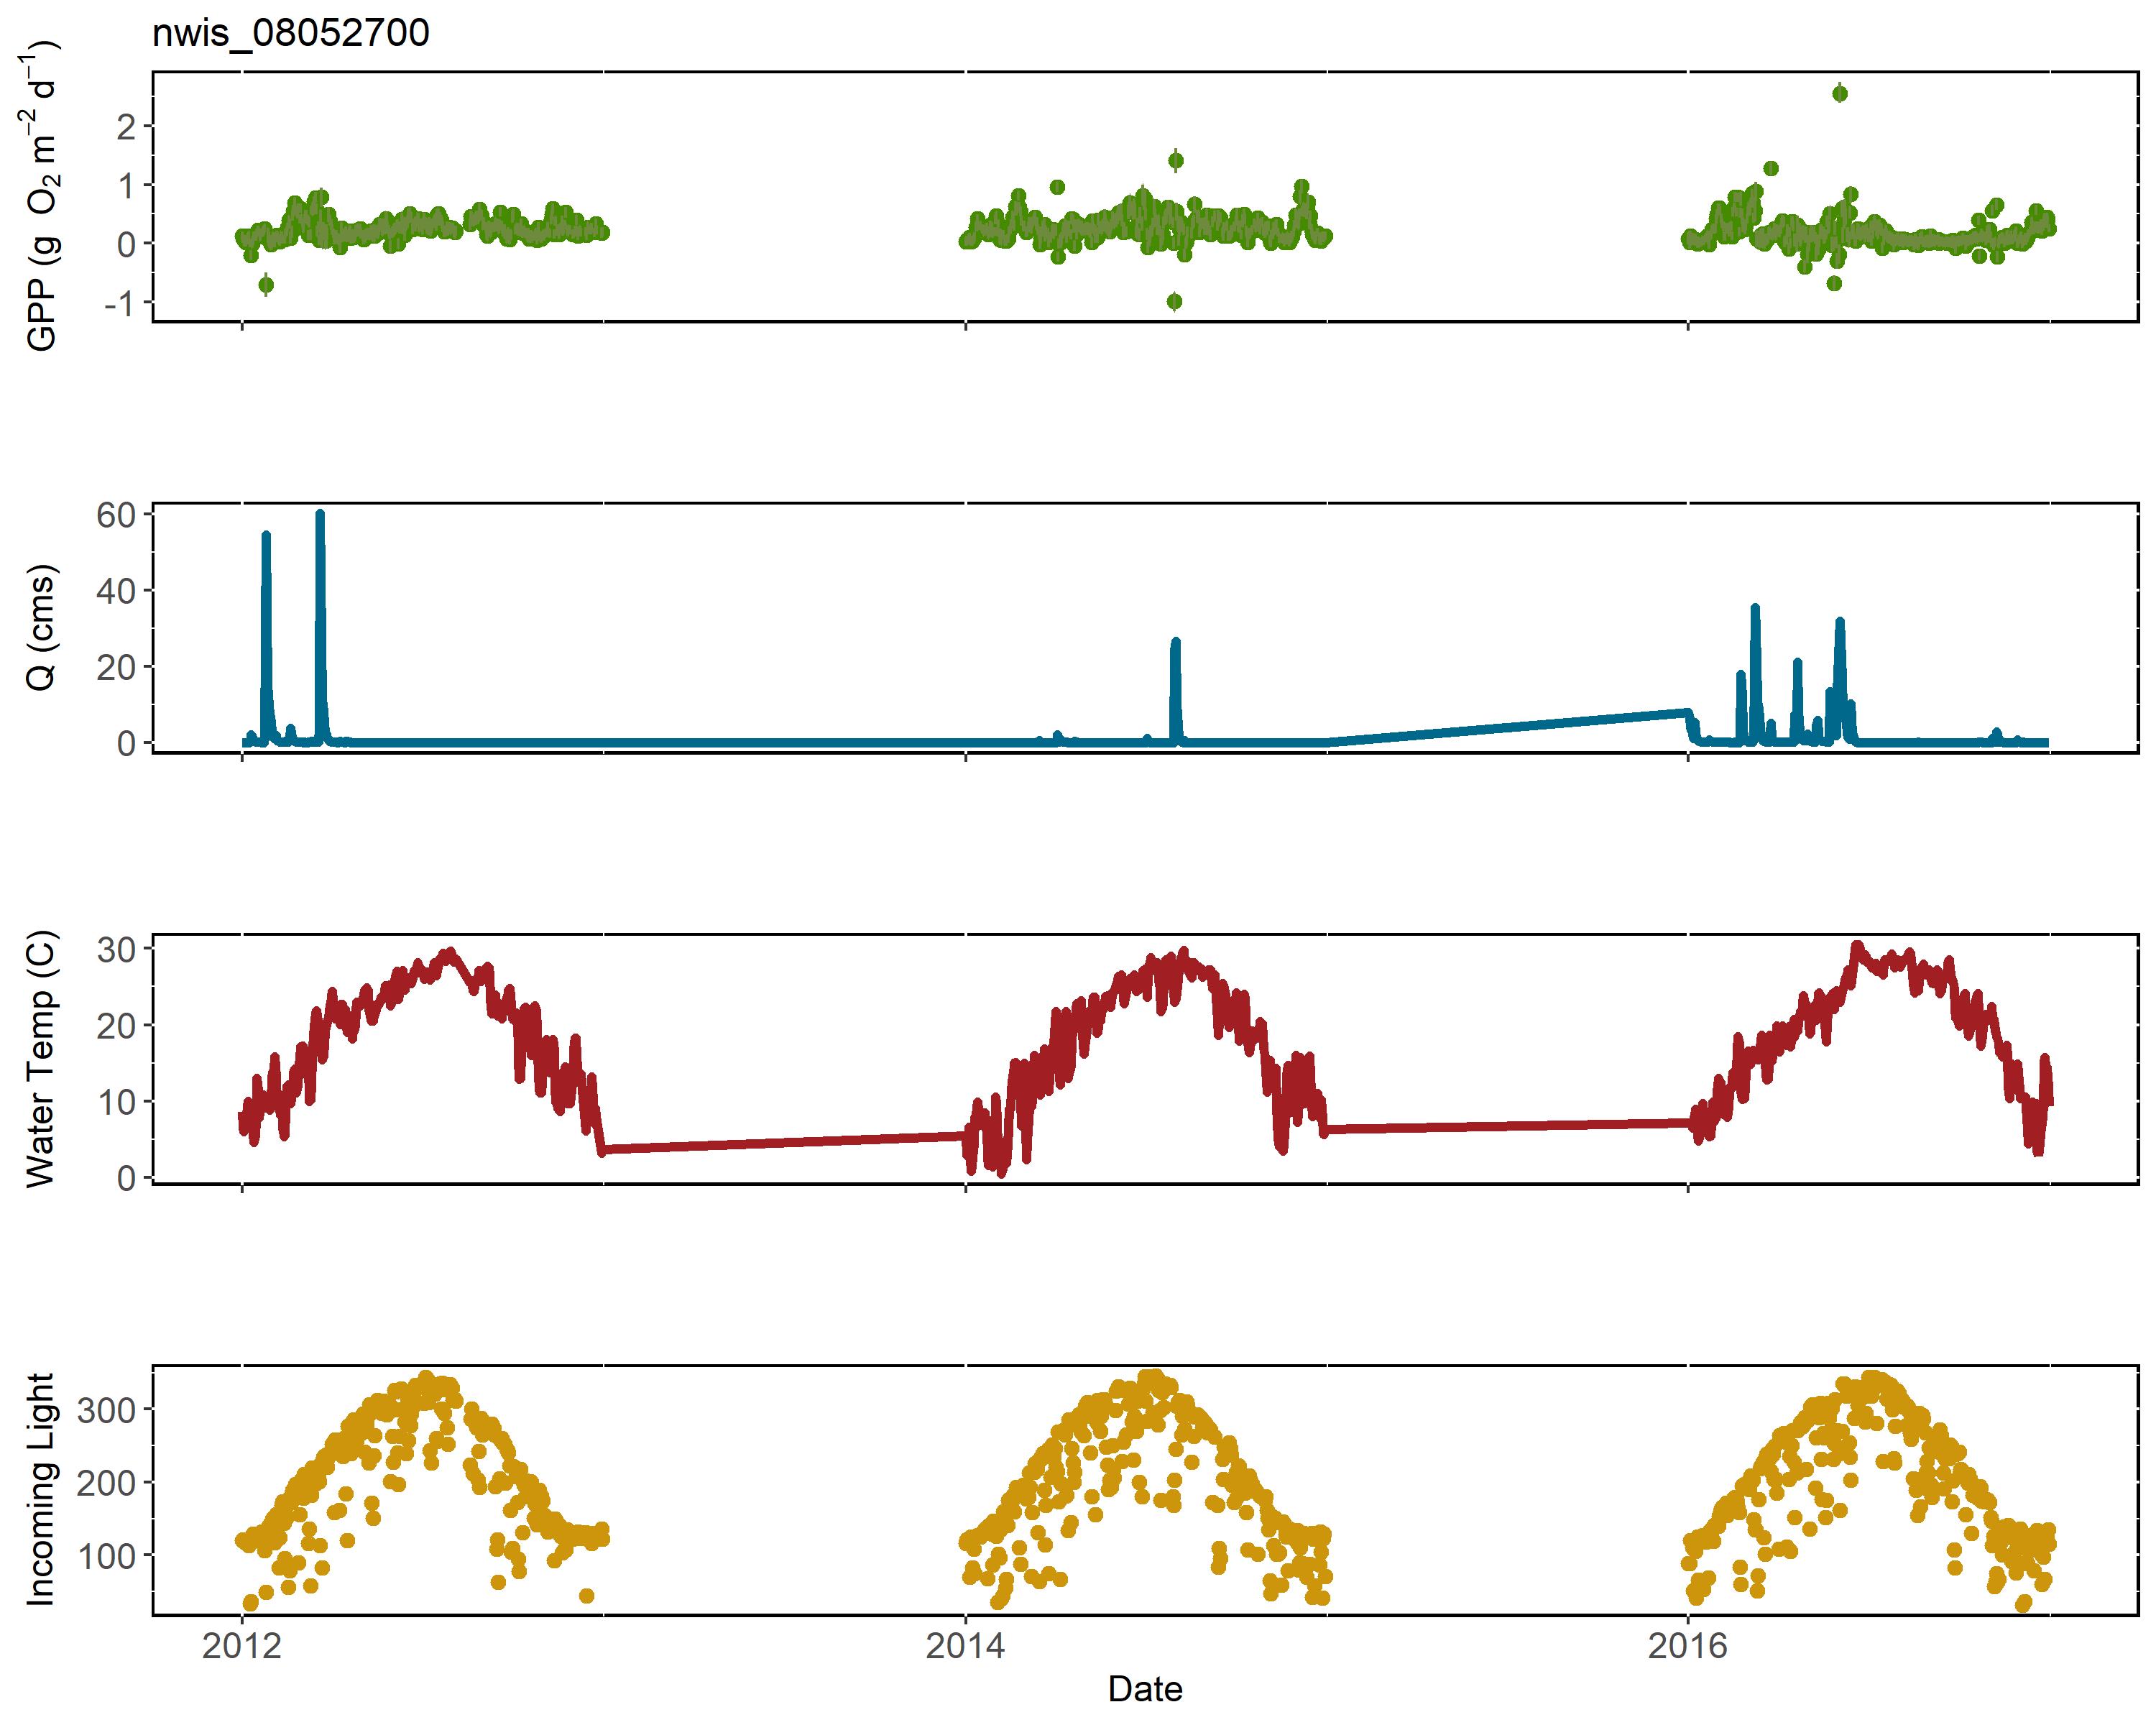 nwis_08052700
GPP (g O₂ m⁻² d⁻¹)
2
1
0
-1
Q (cms)
60
40
20
0
Water Temp (C)
30
20
10
0
Incoming Light
300
200
100
2012 2014 2016
Date